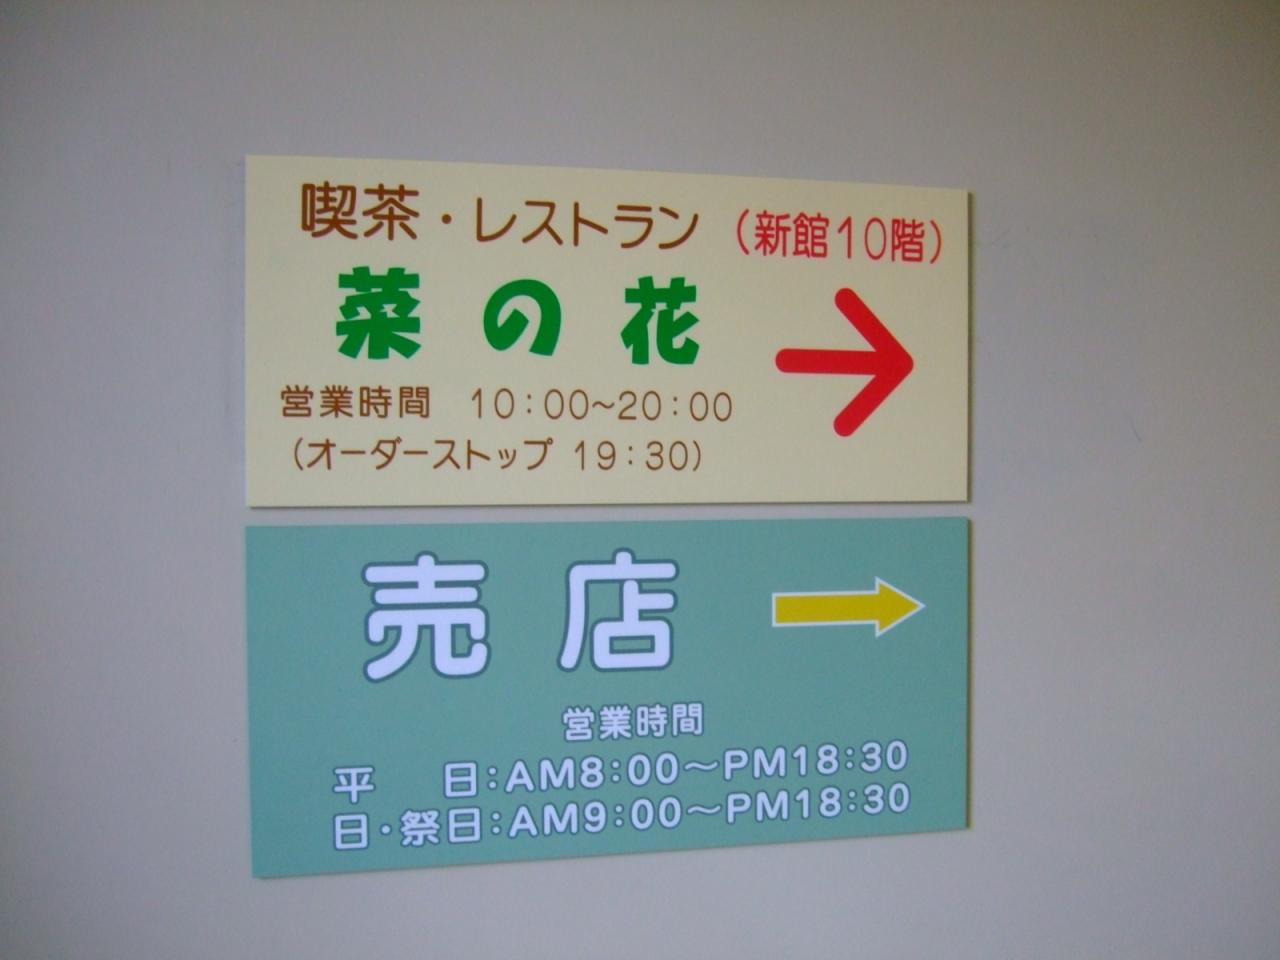 喫茶・レストラン （新館10階）
菜の花
営業時間 10：00～20：00
（オーダーストップ 19：30）
売店
営業時間
平 日：AM8：00～PM18：30
日・祭日：AM9：00～PM18：30